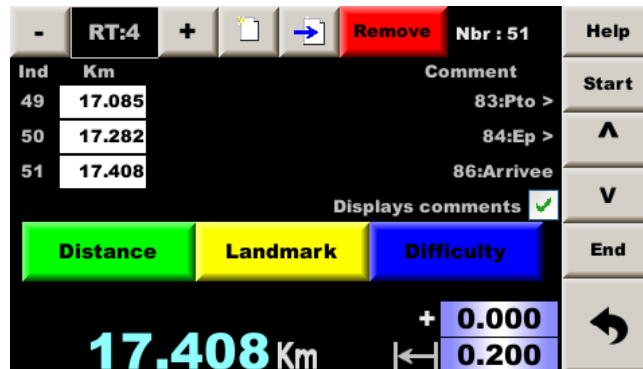 - RT:4 + Remove Nbr : 51 Help
Ind Km Comment Start
49 17.085 83:Pto >
50 17.282 84:Ep > ʌ
51 17.408 86:Arrivee
Displays comments v
Distance Landmark Difficulty End
+ 0.000
17.408 Km 0.200